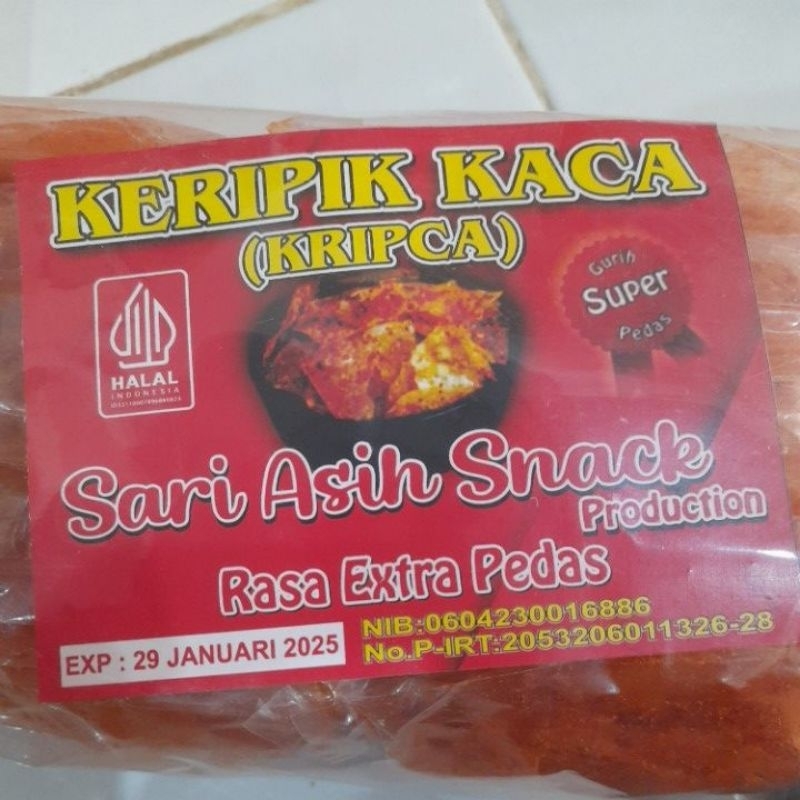 KERIPIK KACA
(KRIPCA)
Gurih
Super
Pedas
HALAL
INDONESIA
Sari Asih Snack
Production
Rasa Extra Pedas
NIB:0604230016886
EXP : 29 JANUARI 2025
No.P-IRT:2053206011326-28